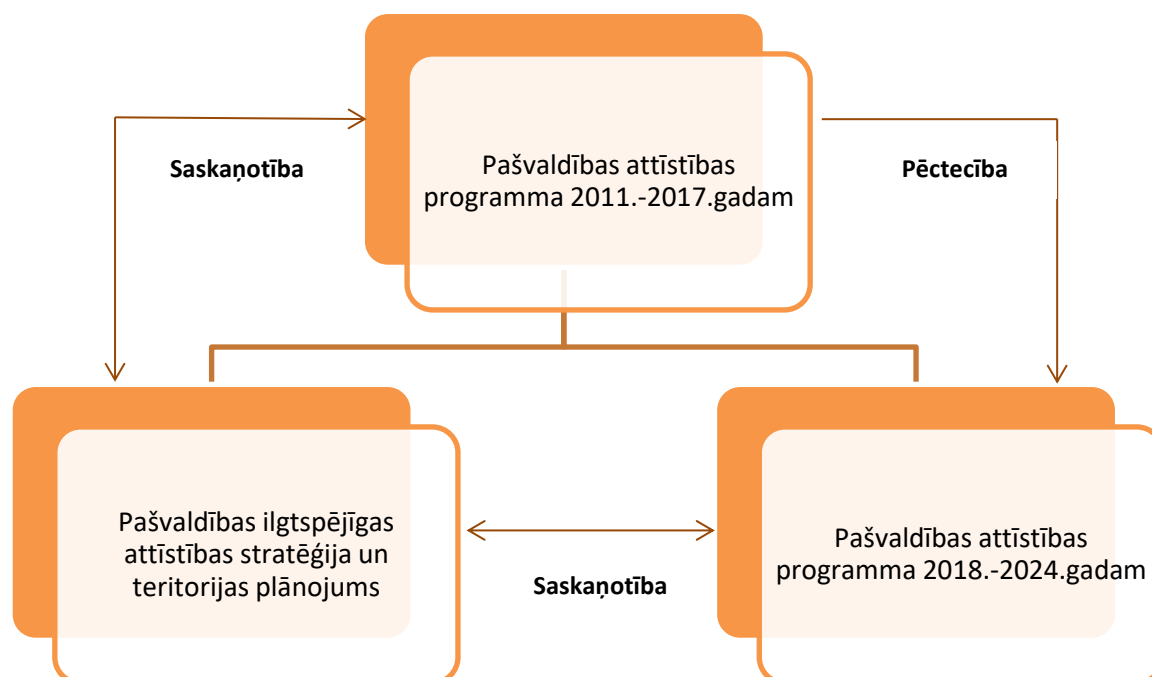 Saskaņotība
Pašvaldības attīstības
programma 2011.-2017.gadam
Pēctecība
Pašvaldības ilgtspējīgas
attīstības stratēģija un
teritorijas plānojums
Saskaņotība
Pašvaldības attīstības
programma 2018.-2024.gadam